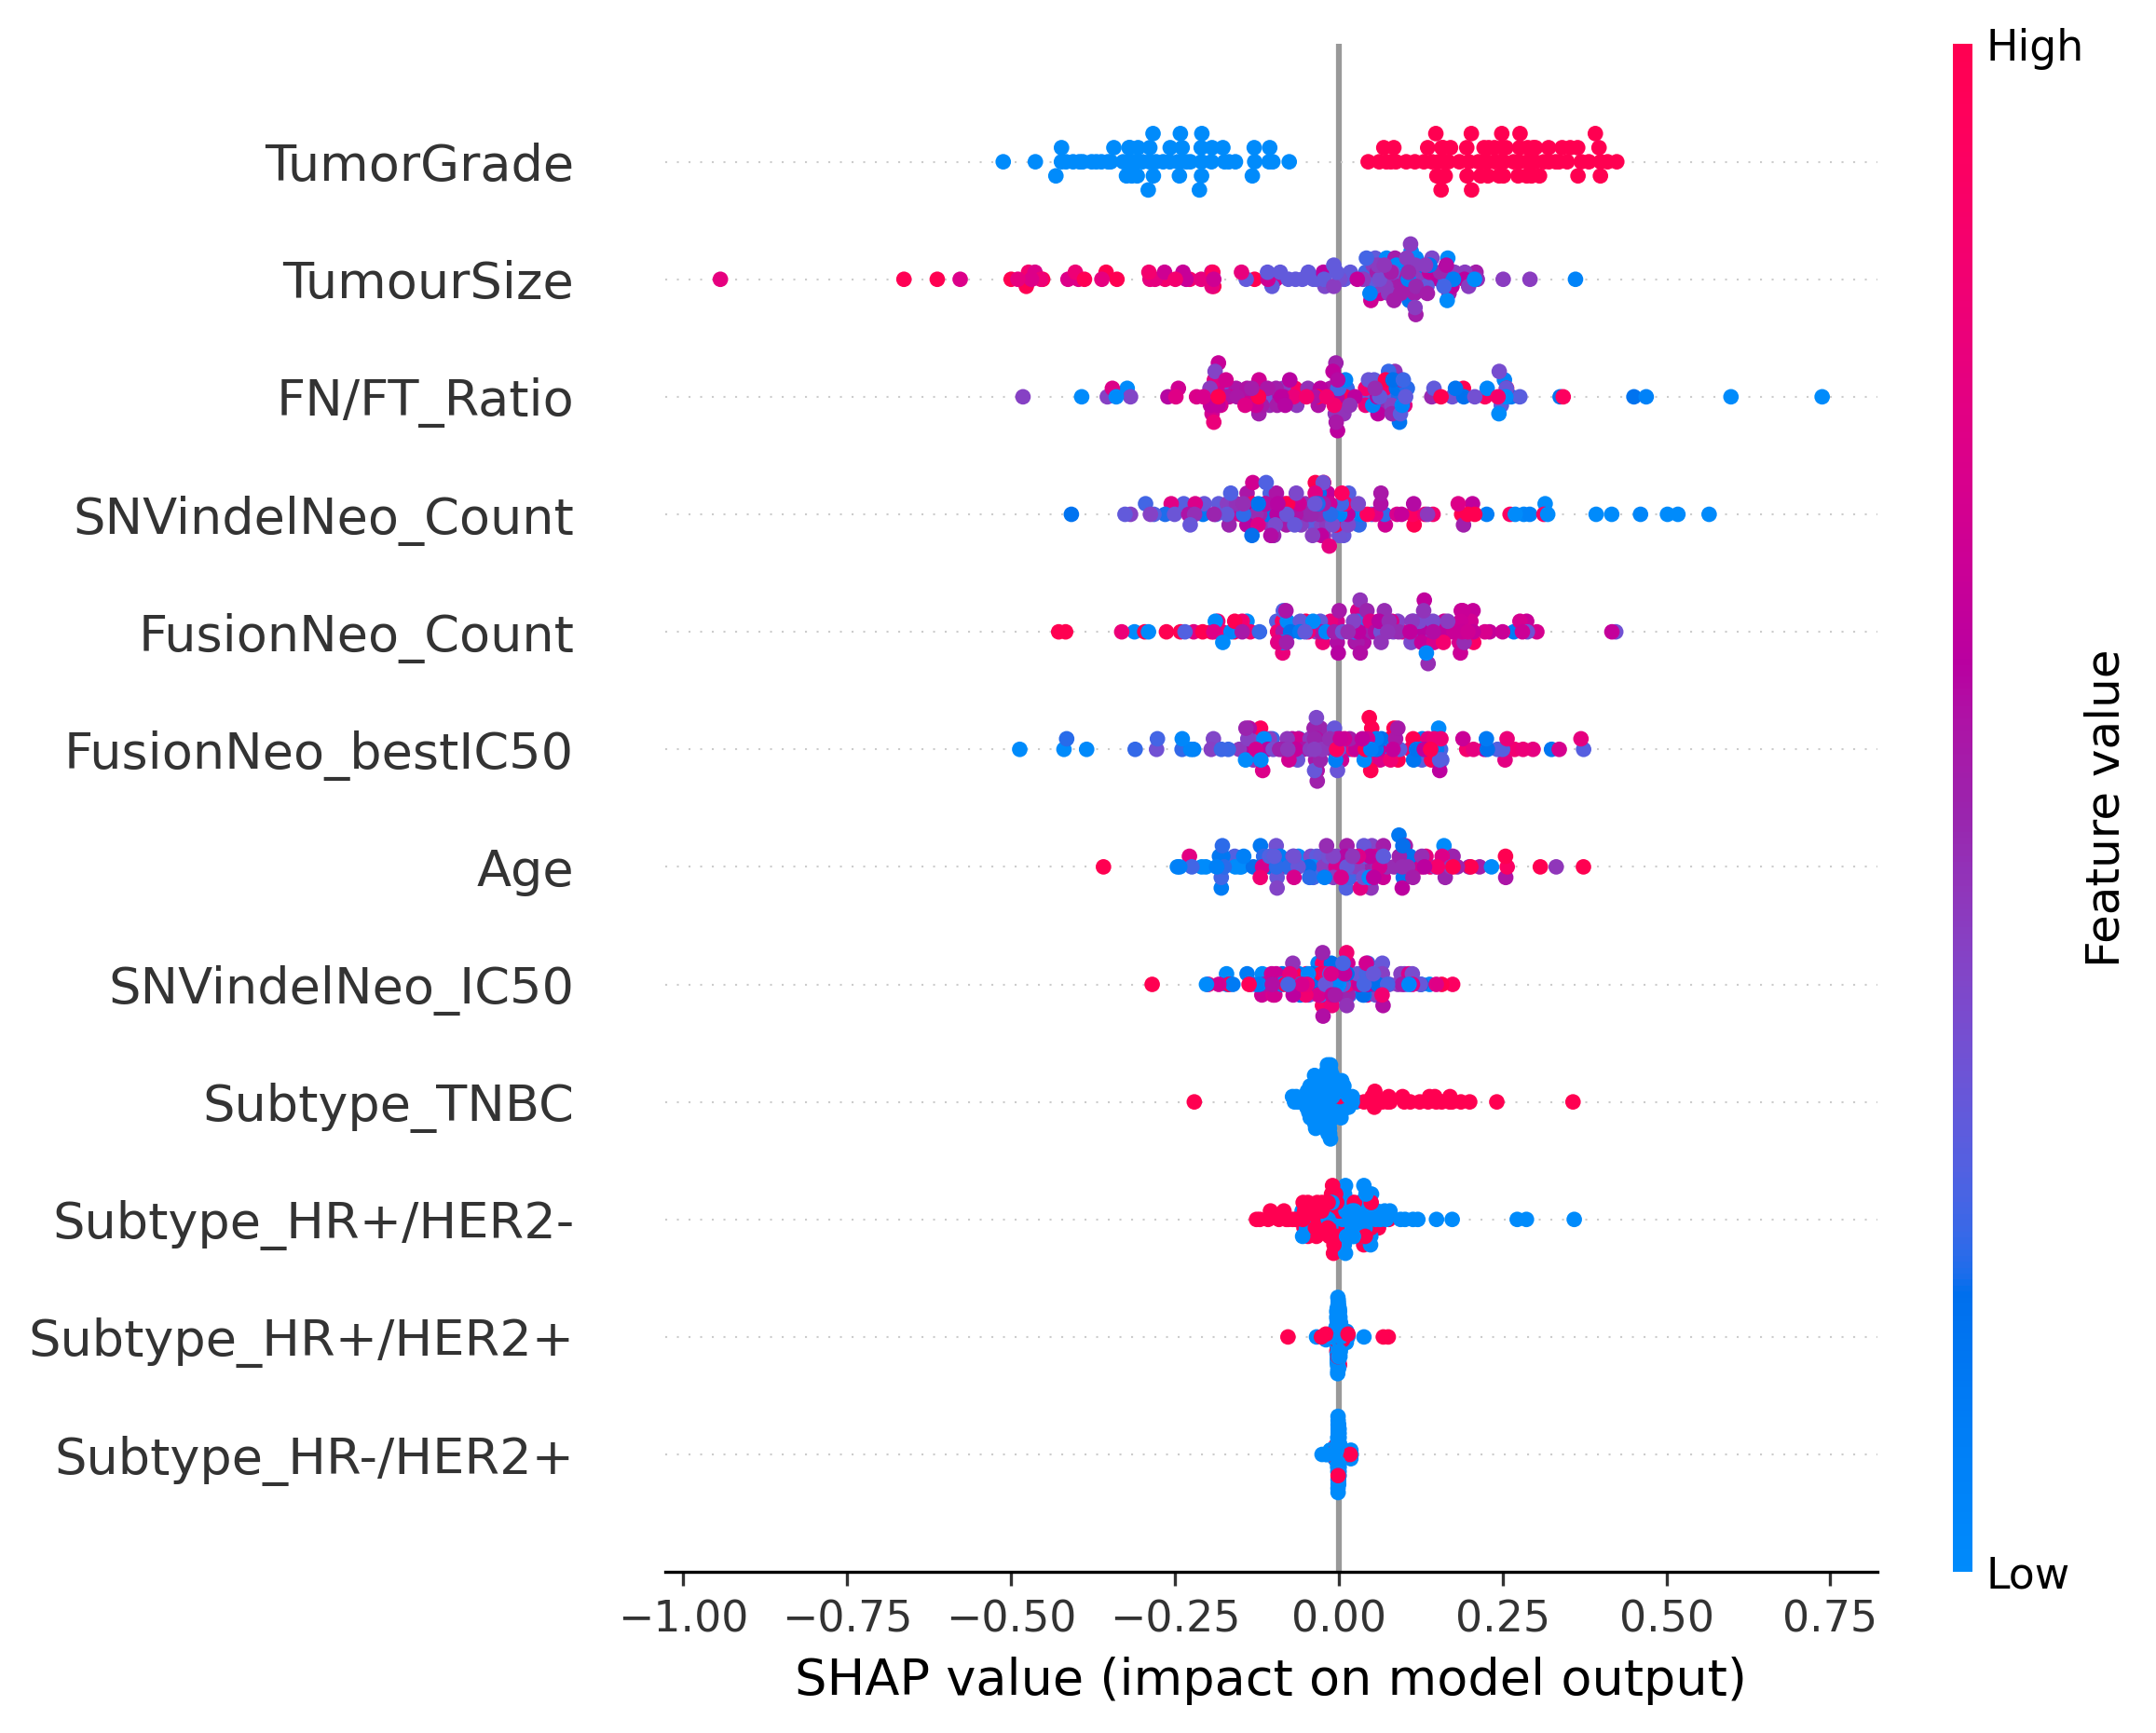 High
TumorGrade
TumourSize
FN/FT_Ratio
SNVindelNeo_Count
FusionNeo_Count
FusionNeo_bestIC50
Age
SNVindelNeo_IC50
Subtype_TNBC
Subtype_HR+/HER2-
Subtype_HR+/HER2+
Subtype_HR-/HER2+
Feature value
Low
−1.00 −0.75 −0.50 −0.25 0.00 0.25 0.50 0.75
SHAP value (impact on model output)